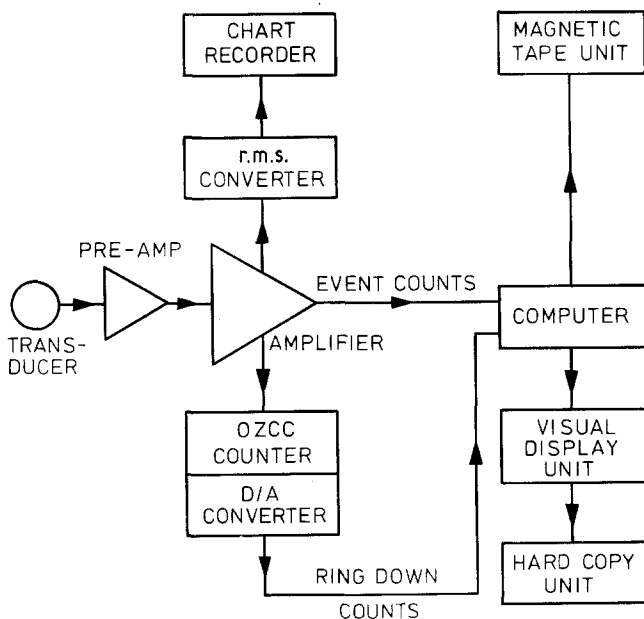 CHART
RECORDER
MAGNETIC
TAPE UNIT
r.m.s.
CONVERTER
PRE-AMP
EVENT COUNTS
COMPUTER
TRANS-
DUCER
AMPLIFIER
OZCC
COUNTER
D/A
CONVERTER
VISUAL
DISPLAY
UNIT
RING DOWN
COUNTS
HARD COPY
UNIT